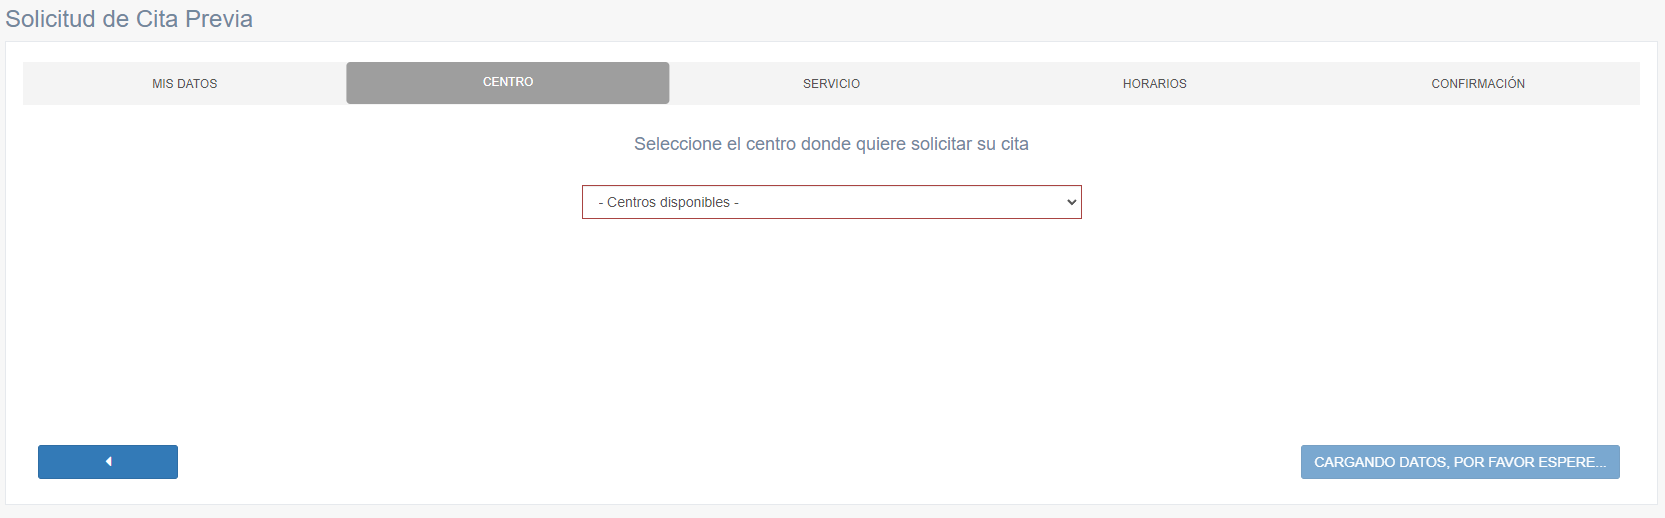 Solicitud de Cita Previa
MIS DATOS
CENTRO
SERVICIO
HORARIOS
CONFIRMACIÓN
Seleccione el centro donde quiere solicitar su cita
- Centros disponibles -
CARGANDO DATOS, POR FAVOR ESPERE...